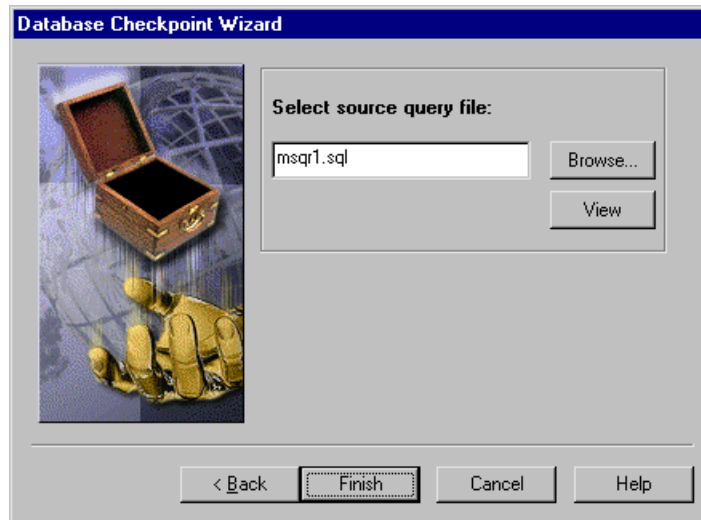 Database Checkpoint Wizard
Select source query file:
msqr1.sql
Browse...
View
< Back
Finish
Cancel
Help